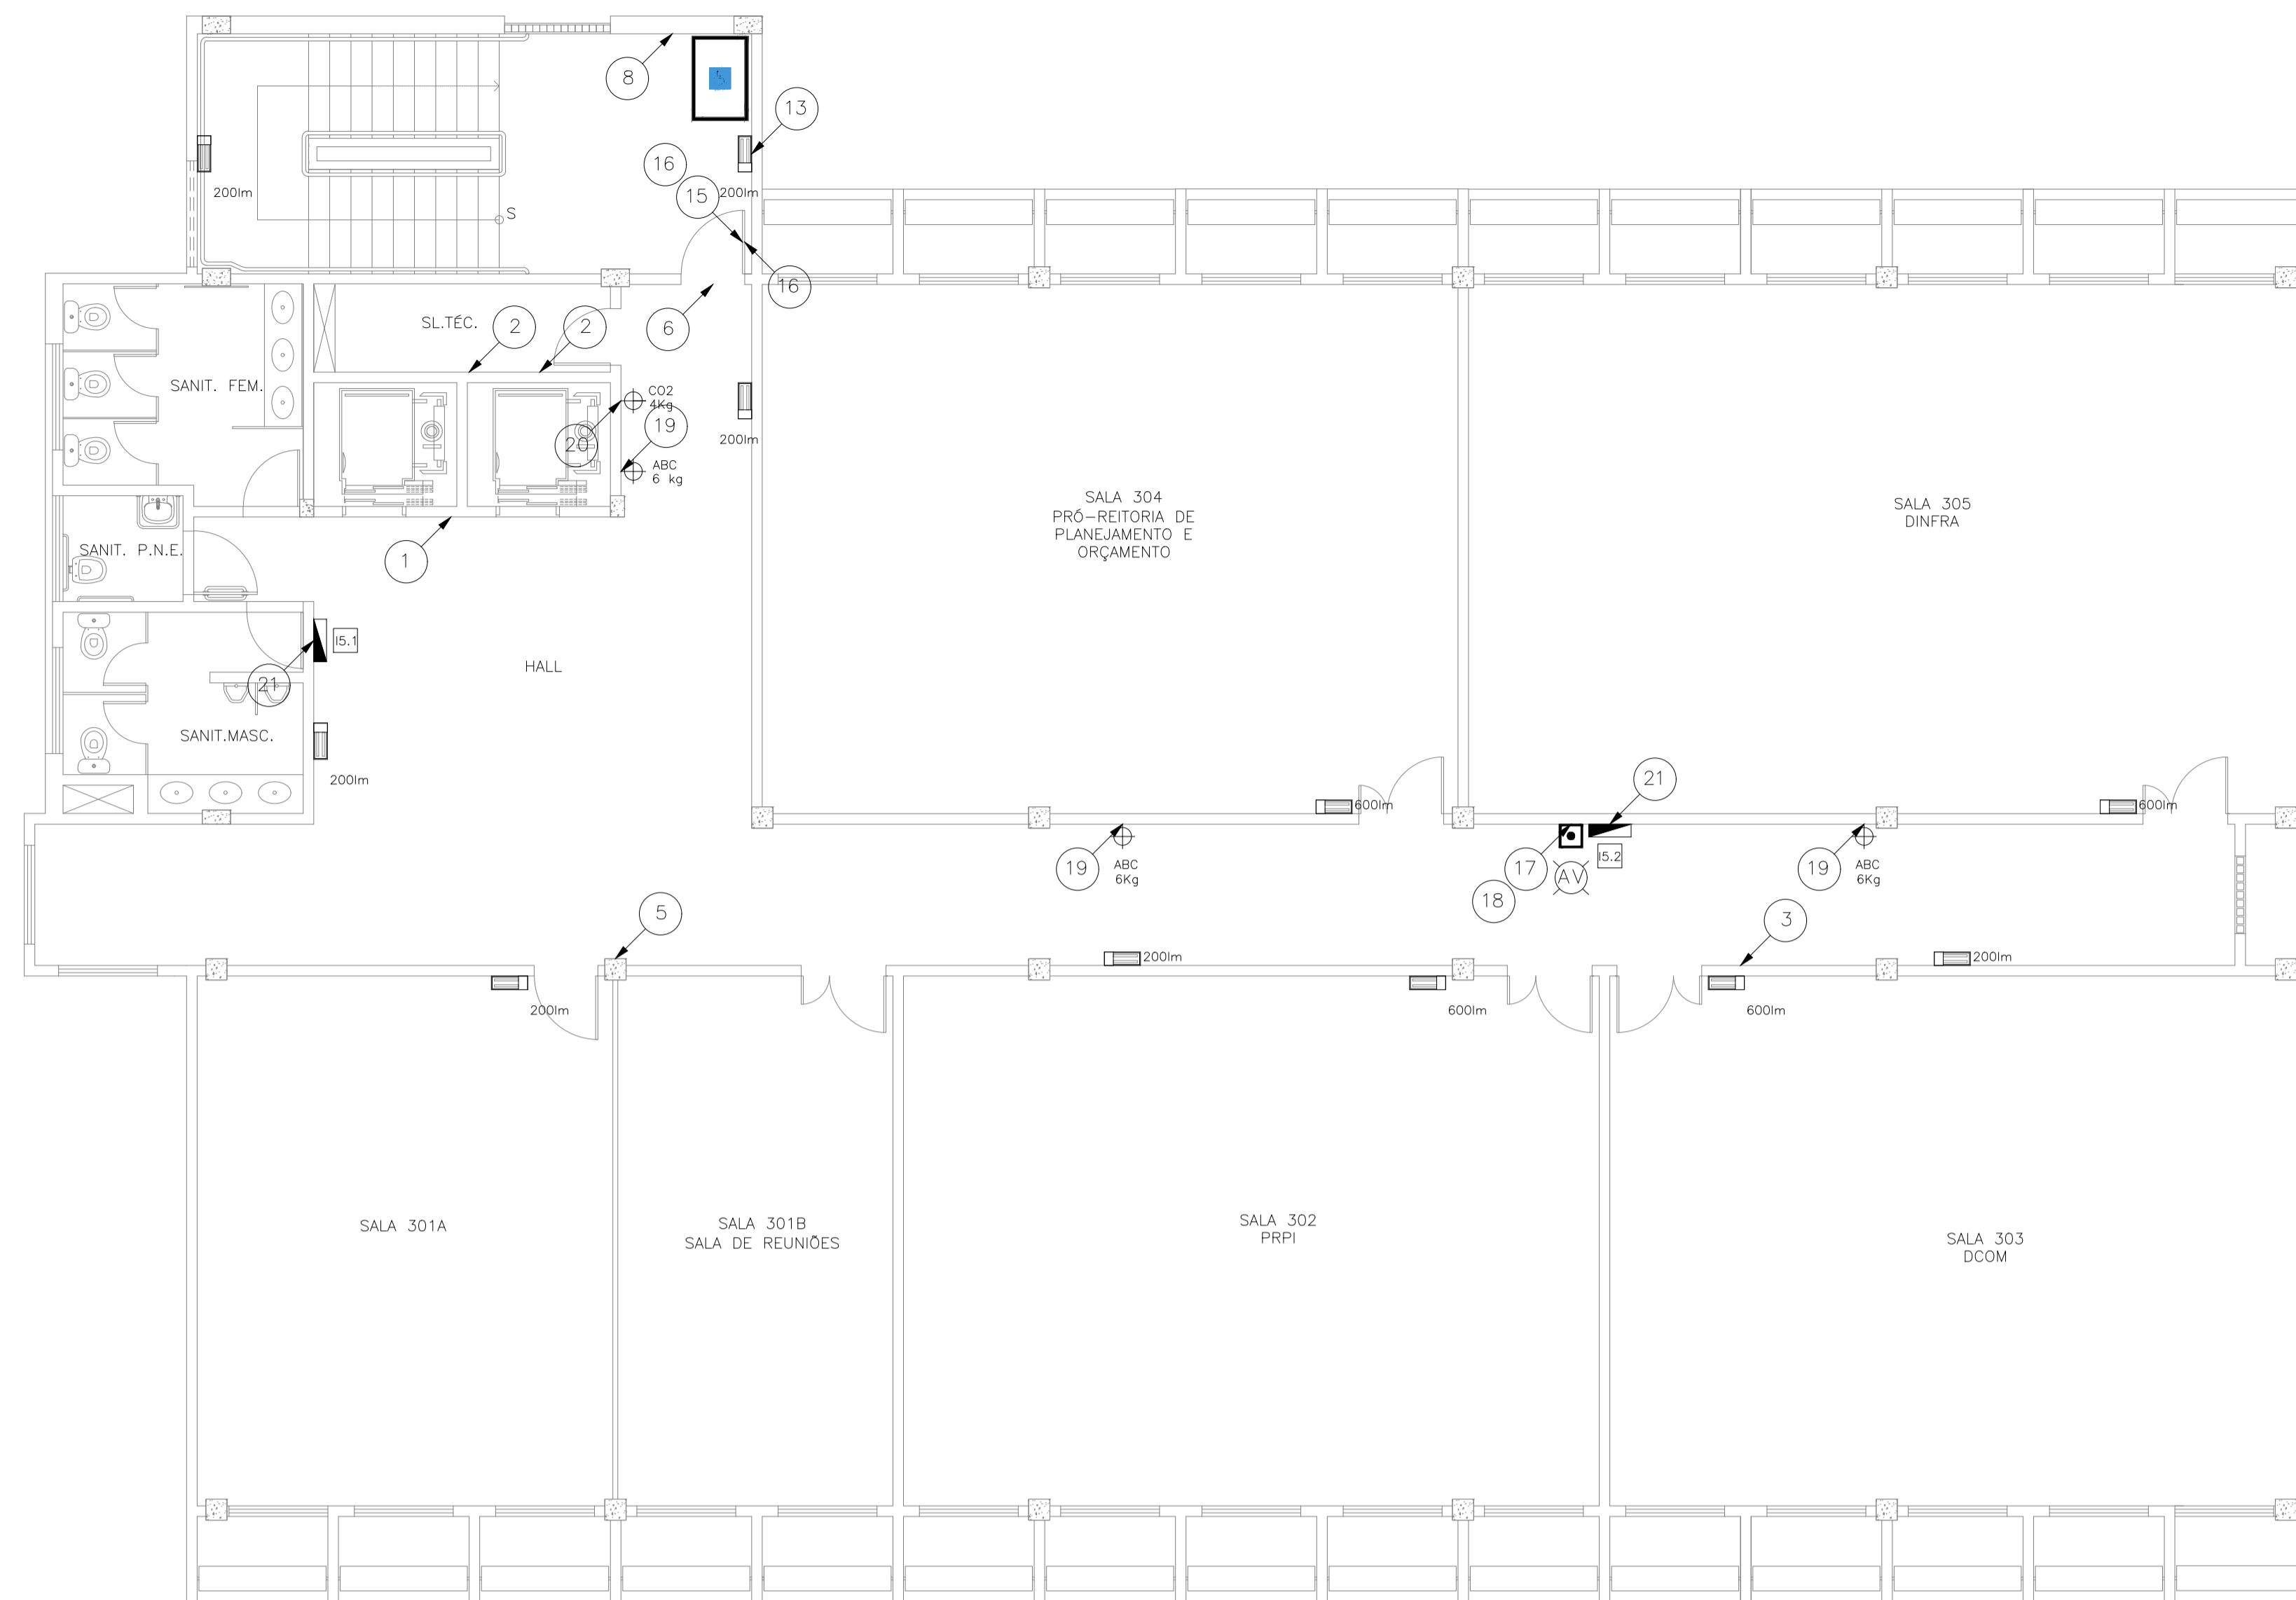 8
13
16
200lm
15
200lm
S
16
SL.TÉC.
2
2
6
SANIT. FEM.
CO2
4Kg
19
20
200lm
ABC
6 kg
SALA 304
PRÓ-REITORIA DE
PLANEJAMENTO E
ORÇAMENTO
SALA 305
DINFRA
SANIT. P.N.E.
1
I5.1
HALL
21
SANIT.MASC.
200lm
21
600lm
600lm
19
ABC
6Kg
17
I5.2
AV
18
19
ABC
6Kg
5
3
200lm
200lm
200lm
600lm
600lm
SALA 301A
SALA 301B
SALA DE REUNIÕES
SALA 302
PRPI
SALA 303
DCOM